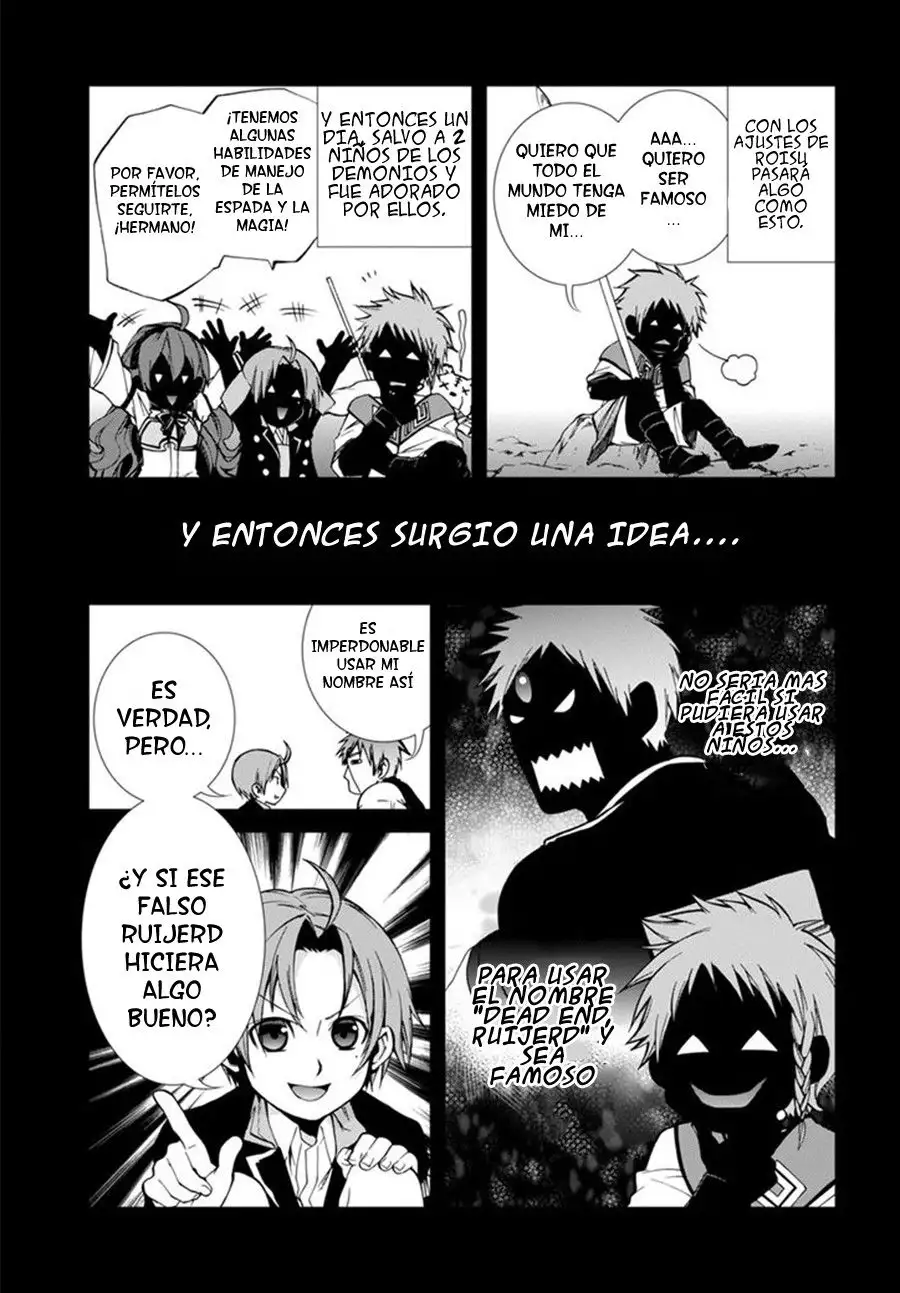 CON LOS
AJUSTES DE
ROISU
PASARÁ
ALGO
COMO
ESTO.
AAA...
QUIERO
SER
FAMOSO
...
QUIERO QUE
TODO EL
MUNDO TENGA
MIEDO DE
MI...
Y ENTONCES UN
DIA, SALVO A 2
NIÑOS DE LOS
DEMONIOS Y
FUE ADORADO
POR ELLOS.
¡TENEMOS
ALGUNAS
HABILIDADES
DE MANEJO
DE LA
ESPADA Y LA
MAGIA!
POR FAVOR,
PERMÍTELOS
SEGUIRTE,
¡HERMANO!
Y ENTONCES SURGIO UNA IDEA....
NO SERIA MAS
FÁCIL SI
PUDIERA USAR
A ESTOS
NIÑOS...
PARA USAR
EL NOMBRE
"DEAD END,
RUIJERD" Y
SEA
FAMOSO
ES
IMPERDONABLE
USAR MI
NOMBRE ASÍ
ES
VERDAD,
PERO...
¿Y SI ESE
FALSO
RUIJERD
HICIERA
ALGO
BUENO?